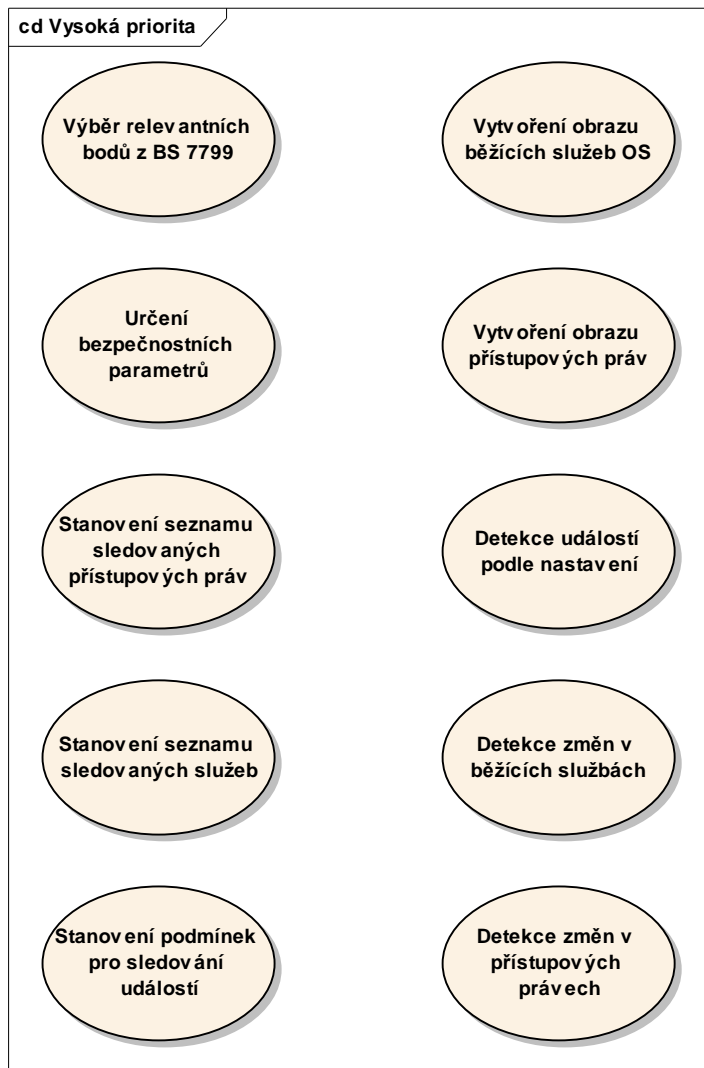 cd Vysoká priorita
Výběr relevantních
bodů z BS 7799
Vytvoření obrazu
běžících služeb OS
Určení
bezpečnostních
parametrů
Vytvoření obrazu
přístupových práv
Stanovení seznamu
sledovaných
přístupových práv
Detekce událostí
podle nastavení
Stanovení seznamu
sledovaných služeb
Detekce změn v
běžících službách
Stanovení podmínek
pro sledování
událostí
Detekce změn v
přístupových
právech